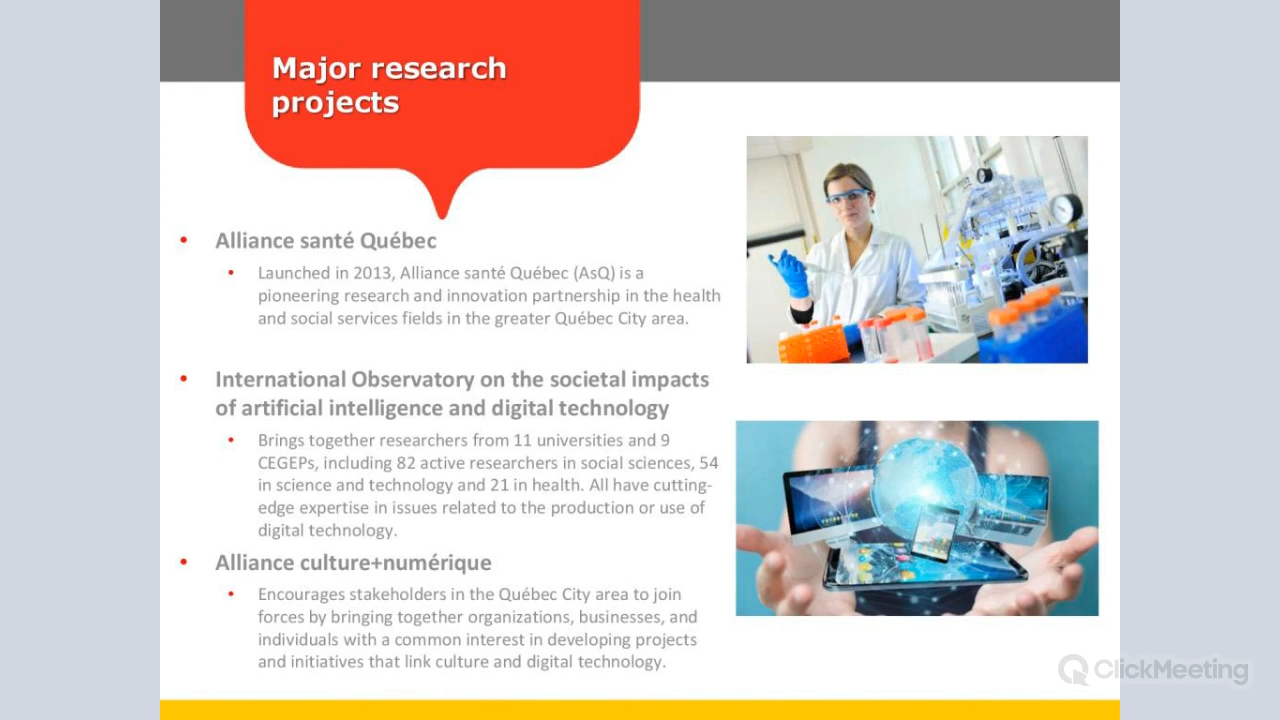 Major research
projects
• Alliance santé Québec
• Launched in 2013, Alliance santé Québec (AsQ) is a
pioneering research and innovation partnership in the health
and social services fields in the greater Québec City area.
• International Observatory on the societal impacts
of artificial intelligence and digital technology
• Brings together researchers from 11 universities and 9
CEGEPs, including 82 active researchers in social sciences, 54
in science and technology and 21 in health. All have cutting-
edge expertise in issues related to the production or use of
digital technology.
• Alliance culture+numérique
• Encourages stakeholders in the Québec City area to join
forces by bringing together organizations, businesses, and
individuals with a common interest in developing projects
and initiatives that link culture and digital technology.
ClickMeeting